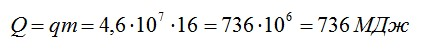 Q = qm = 4,6·10⁷·16 = 736·10⁶ = 736 МДж